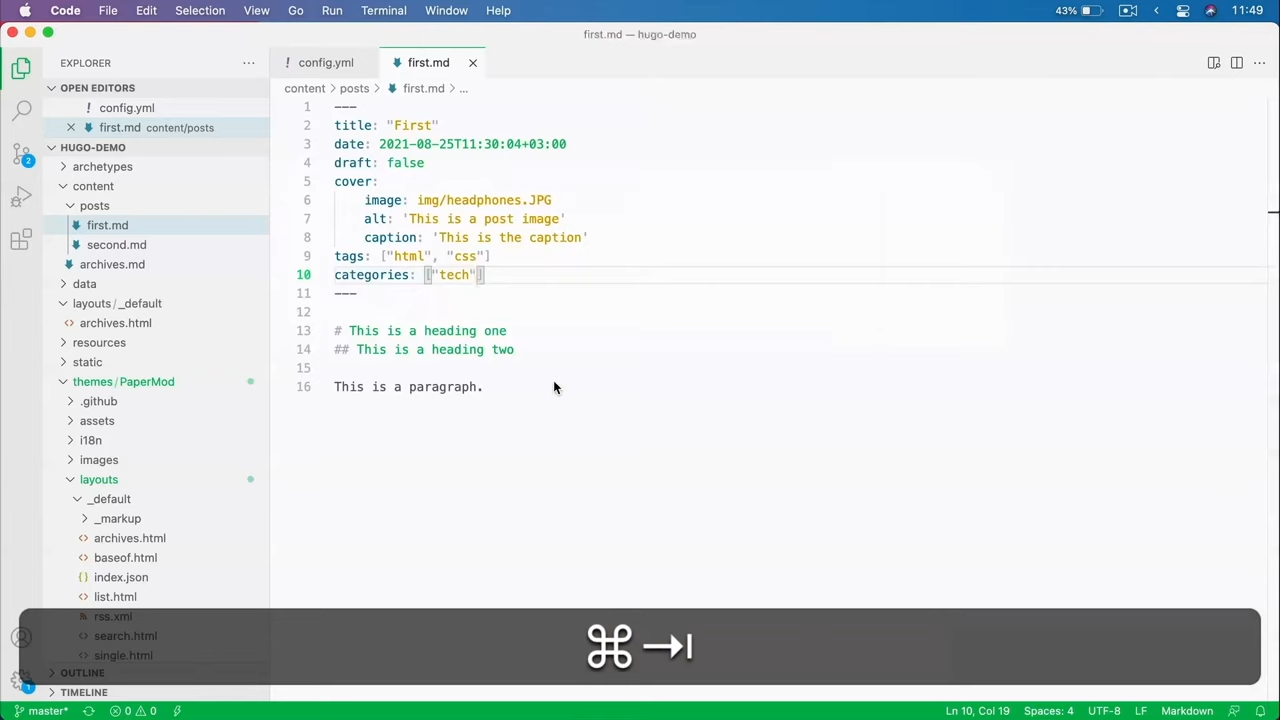 Code File Edit Selection View Go Run Terminal Window Help 43% 11:49
first.md — hugo-demo
EXPLORER ···
config.yml first.md
OPEN EDITORS
config.yml
first.md content/posts
HUGO-DEMO
archetypes
content
posts
first.md
second.md
archives.md
data
layouts/_default
archives.html
resources
static
themes/PaperMod
.github
assets
i18n
images
layouts
_default
_markup
archives.html
baseof.html
index.json
list.html
rss.xml
search.html
single.html
OUTLINE
TIMELINE
2
1
content > posts > first.md > ...
1 ---
2 title: "First"
3 date: 2021-08-25T11:30:04+03:00
4 draft: false
5 cover:
6 image: img/headphones.JPG
7 alt: 'This is a post image'
8 caption: 'This is the caption'
9 tags: ["html", "css"]
10 categories: ["tech"]
11 ---
12
13 # This is a heading one
14 ## This is a heading two
15
16 This is a paragraph.
⌘⇥
master* 0 0 Ln 10, Col 19 Spaces: 4 UTF-8 LF Markdown